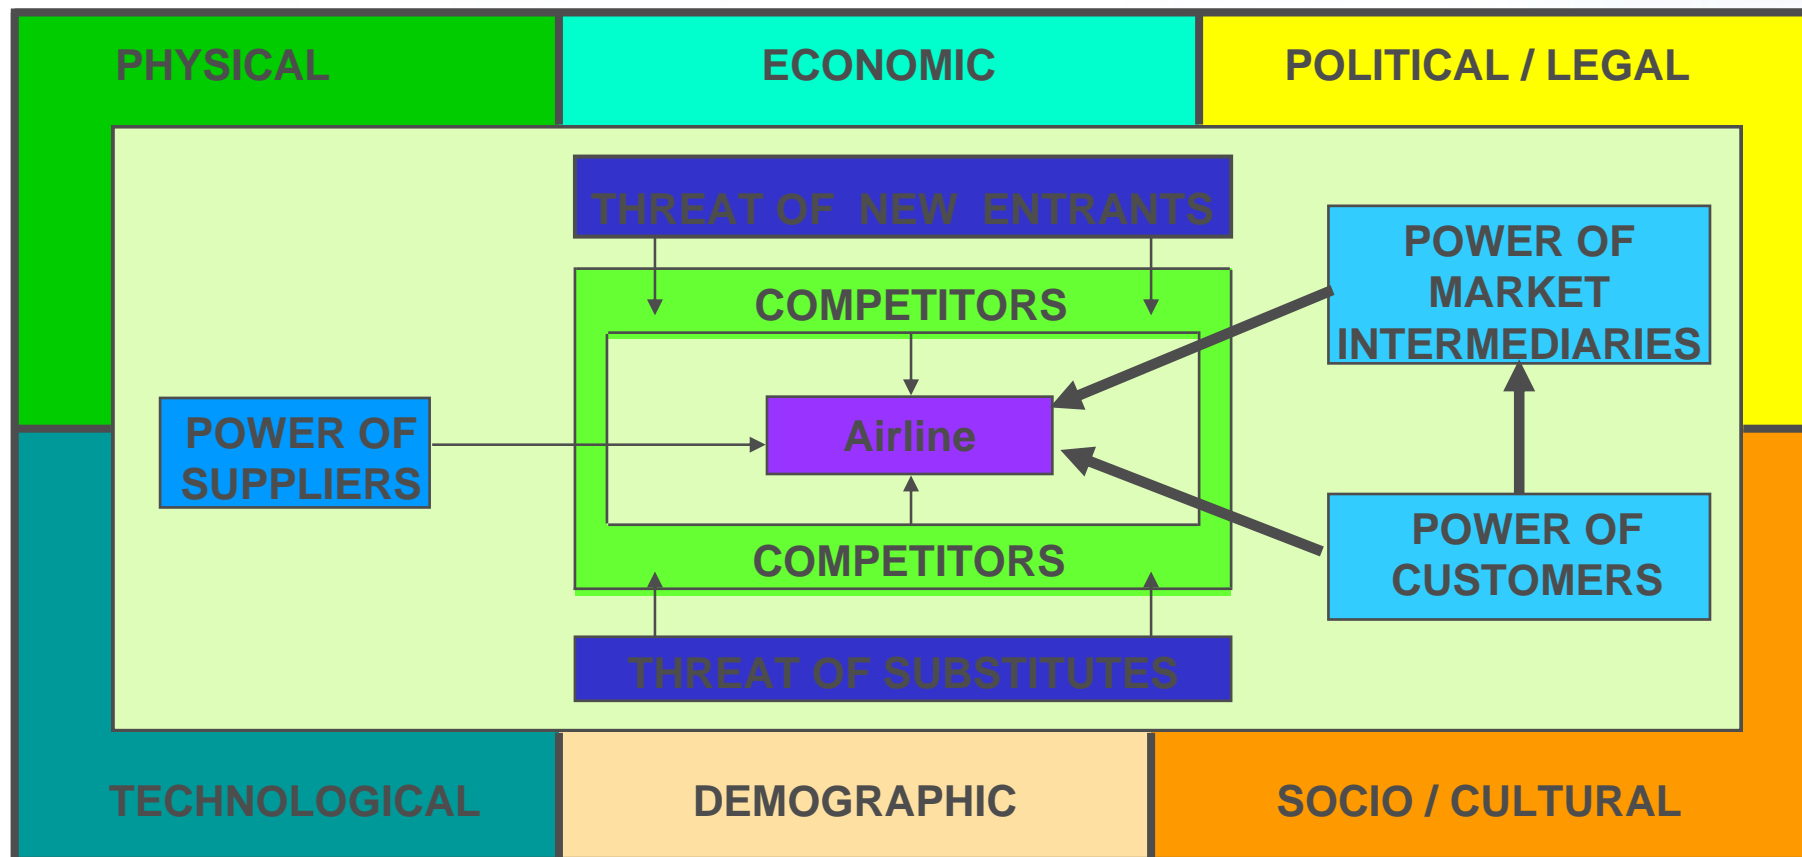 PHYSICAL
ECONOMIC
POLITICAL / LEGAL
THREAT OF NEW ENTRANTS
POWER OF
MARKET
INTERMEDIARIES
COMPETITORS
POWER OF
SUPPLIERS
Airline
POWER OF
CUSTOMERS
COMPETITORS
THREAT OF SUBSTITUTES
TECHNOLOGICAL
DEMOGRAPHIC
SOCIO / CULTURAL